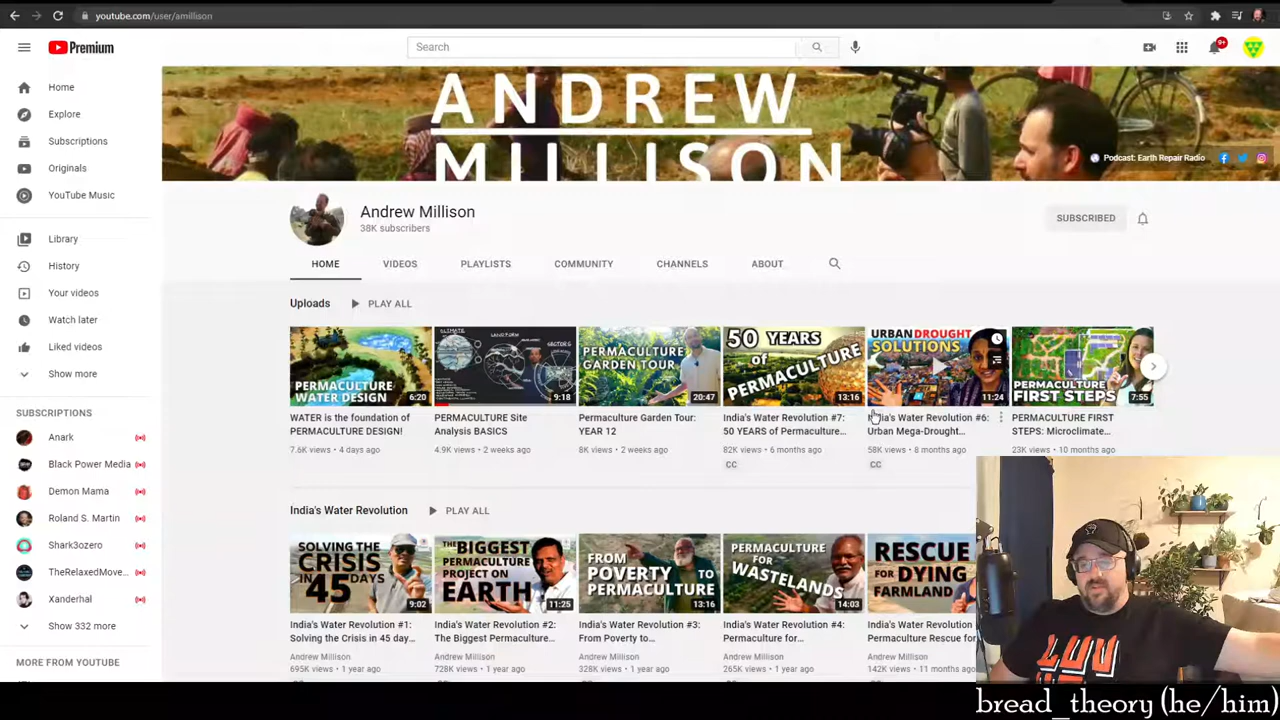 youtube.com/user/amillison
Premium
Search
9+
Home
Explore
Subscriptions
Originals
YouTube Music
Library
History
Your videos
Watch later
Liked videos
Show more
SUBSCRIPTIONS
Anark
Black Power Media
Demon Mama
Roland S. Martin
Shark3ozero
TheRelaxedMove...
Xanderhal
Show 332 more
MORE FROM YOUTUBE
ANDREW
MILLISON
Podcast: Earth Repair Radio
Andrew Millison
38K subscribers
SUBSCRIBED
HOME VIDEOS PLAYLISTS COMMUNITY CHANNELS ABOUT
Uploads PLAY ALL
PERMACULTURE
WATER DESIGN
6:20
WATER is the foundation of
PERMACULTURE DESIGN!
7.6K views • 4 days ago
CLIMATE
LANDFORM
SECTORS
9:18
PERMACULTURE Site
Analysis BASICS
4.9K views • 2 weeks ago
PERMACULTURE
GARDEN TOUR
20:47
Permaculture Garden Tour:
YEAR 12
8K views • 2 weeks ago
50 YEARS
of
PERMACULTURE
13:16
India's Water Revolution #7:
50 YEARS of Permaculture...
82K views • 6 months ago
CC
URBAN DROUGHT
SOLUTIONS
11:24
India's Water Revolution #6:
Urban Mega-Drought...
58K views • 8 months ago
CC
PERMACULTURE
FIRST STEPS
7:55
PERMACULTURE FIRST
STEPS: Microclimate...
23K views • 10 months ago
India's Water Revolution PLAY ALL
SOLVING THE
CRISIS
IN 45 DAYS
9:02
India's Water Revolution #1:
Solving the Crisis in 45 day...
Andrew Millison
695K views • 1 year ago
THE BIGGEST
PERMACULTURE
PROJECT ON
EARTH
11:25
India's Water Revolution #2:
The Biggest Permaculture...
Andrew Millison
728K views • 1 year ago
FROM
POVERTY
TO
PERMACULTURE
13:16
India's Water Revolution #3:
From Poverty to...
Andrew Millison
328K views • 1 year ago
PERMACULTURE
FOR
WASTELANDS
14:03
India's Water Revolution #4:
Permaculture for...
Andrew Millison
265K views • 1 year ago
RESCUE
FOR DYING
FARMLAND
India's Water Revolution
Permaculture Rescue for
Andrew Millison
142K views • 11 months ago
LUV
bread_theory (he/him)